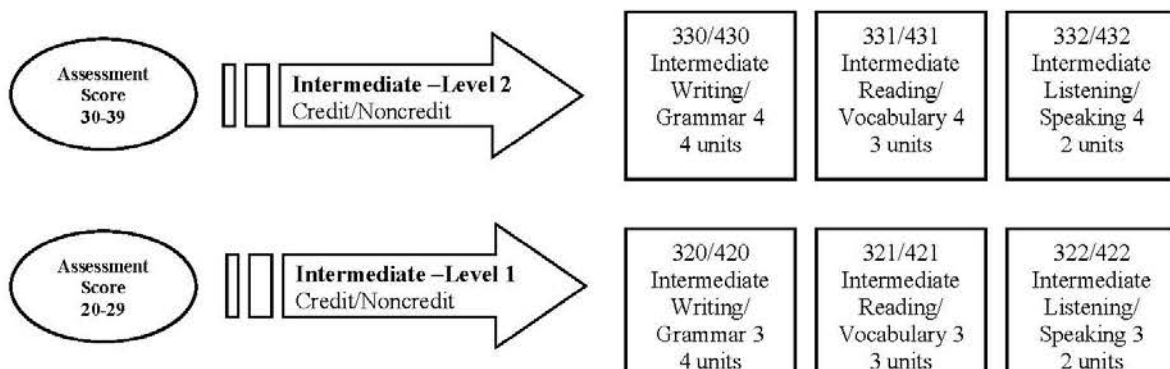 Assessment
Score
30-39
Intermediate –Level 2
Credit/Noncredit
330/430
Intermediate
Writing/
Grammar 4
4 units
331/431
Intermediate
Reading/
Vocabulary 4
3 units
332/432
Intermediate
Listening/
Speaking 4
2 units
Assessment
Score
20-29
Intermediate –Level 1
Credit/Noncredit
320/420
Intermediate
Writing/
Grammar 3
4 units
321/421
Intermediate
Reading/
Vocabulary 3
3 units
322/422
Intermediate
Listening/
Speaking 3
2 units